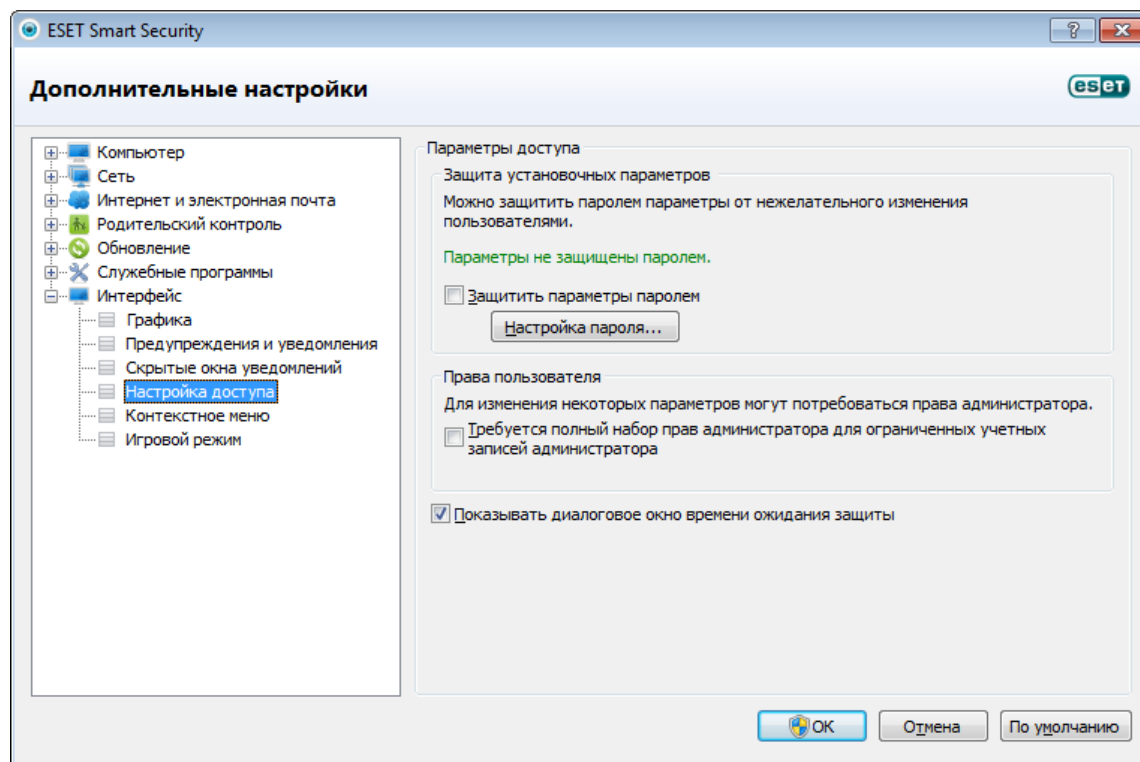 ESET Smart Security
?
Дополнительные настройки
eseT
Компьютер
Сеть
Интернет и электронная почта
Родительский контроль
Обновление
Служебные программы
Интерфейс
Графика
Предупреждения и уведомления
Скрытые окна уведомлений
Настройка доступа
Контекстное меню
Игровой режим
Параметры доступа
Защита установочных параметров
Можно защитить паролем параметры от нежелательного изменения
пользователями.
Параметры не защищены паролем.
Защитить параметры паролем
Настройка пароля...
Права пользователя
Для изменения некоторых параметров могут потребоваться права администратора.
Требуется полный набор прав администратора для ограниченных учетных
записей администратора
Показывать диалоговое окно времени ожидания защиты
ОК
Отмена
По умолчанию